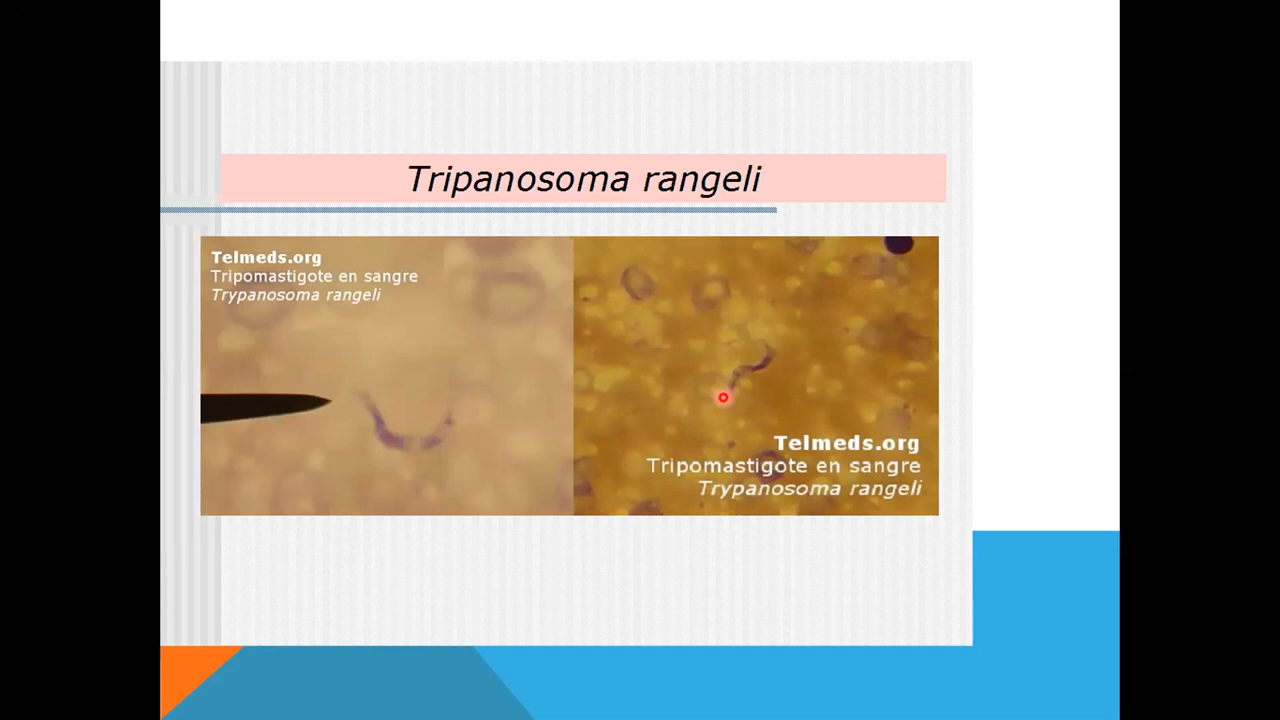 Tripanosoma rangeli
Telmeds.org
Tripomastigote en sangre
Trypanosoma rangeli
Telmeds.org
Tripomastigote en sangre
Trypanosoma rangeli